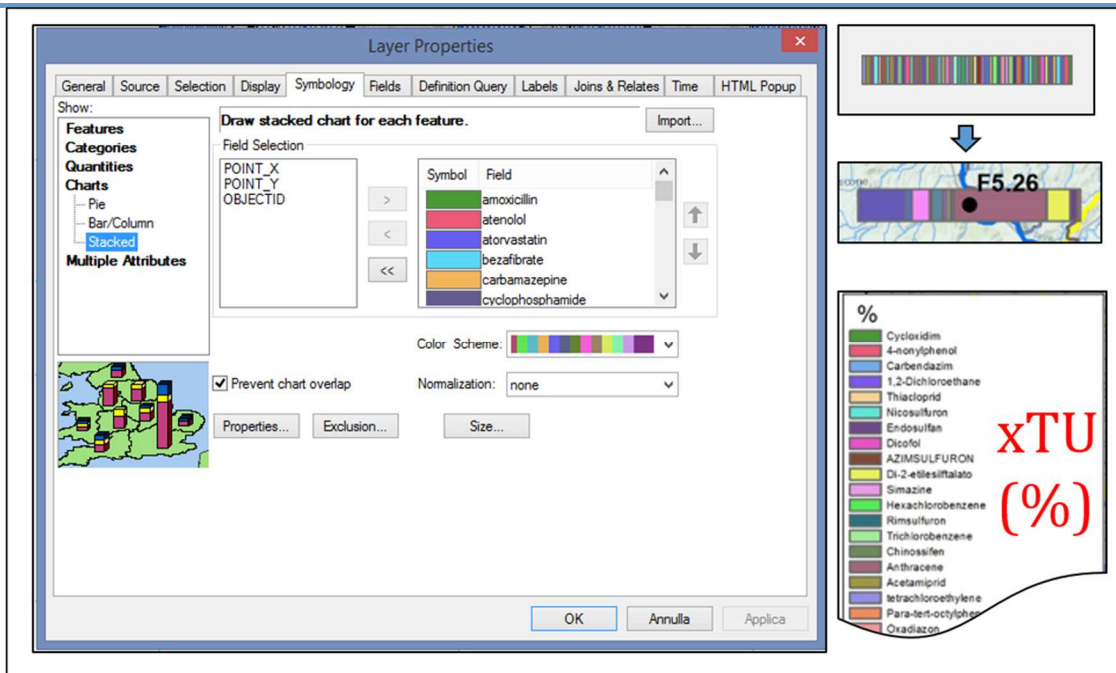 Layer Properties
General Source Selection Display Symbology Fields Definition Query Labels Joins & Relates Time HTML Popup
Show:
Features
Categories
Quantities
Charts
Pie
Bar/Column
Stacked
Multiple Attributes
Draw stacked chart for each feature.
Import...
Field Selection
POINT_X
POINT_Y
OBJECTID
>
<
<<
Symbol Field
amoxicillin
atenolol
atorvastatin
bezafibrate
carbamazepine
cyclophosphamide
Color Scheme:
Prevent chart overlap
Normalization: none
Properties... Exclusion... Size...
OK Annulla Applica
F5.26
%
Cycloxidim
4-nonylphenol
Carbendazim
1,2-Dichloroethane
Thiacloprid
Nicosulfuron
Endosulfan
Dicofol
AZIMSULFURON
Di-2-etilesilftalato
Simazine
Hexachlorobenzene
Rimsulfuron
Trichlorobenzene
Chinossifen
Anthracene
Acetamiprid
tetrachloroethylene
Oxadiazon
xTU
(%)